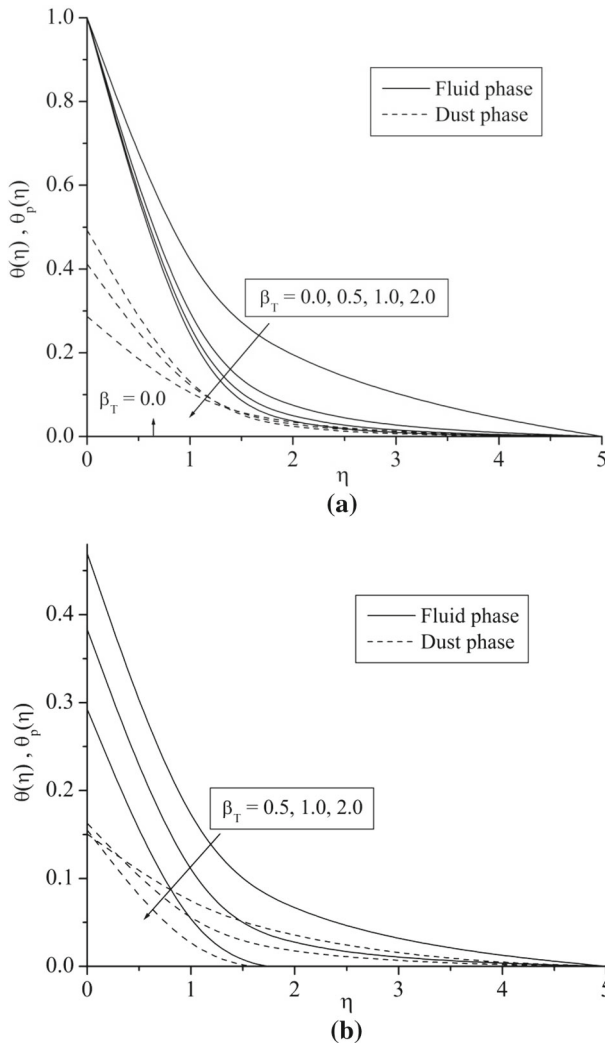 1.0
0.8
0.6
0.4
0.2
0.0
θ(η) , θp(η)
Fluid phase
Dust phase
βT = 0.0, 0.5, 1.0, 2.0
βT = 0.0
0 1 2 3 4 5
η
(a)
0.4
0.3
0.2
0.1
0.0
θ(η) , θp(η)
Fluid phase
Dust phase
βT = 0.5, 1.0, 2.0
0 1 2 3 4 5
η
(b)